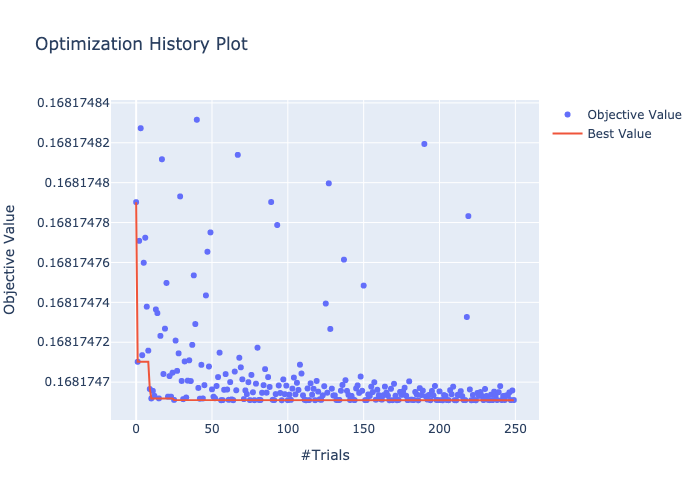 Optimization History Plot
0.16817484
0.16817482
0.1681748
0.16817478
0.16817476
0.16817474
0.16817472
0.1681747
0
50
100
150
200
250
#Trials
Objective Value
Objective Value
Best Value